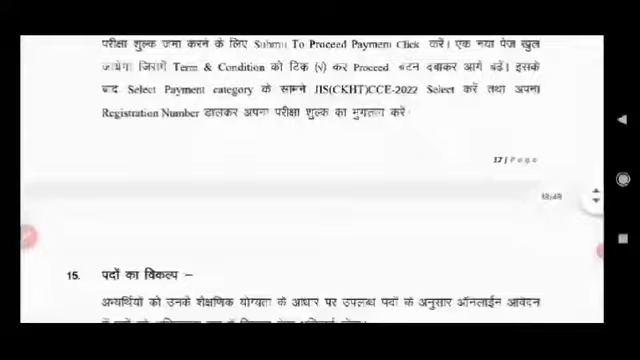 परीक्षा शुल्क जमा करने के लिए Submit To Proceed Payment Click करें। एक नया पेज खुल
जायेगा जिसमें Term & Condition को टिक (√) कर Proceed बटन दबाकर आगे बढ़ें। इसके
बाद Select Payment category के सामने JIS(CKHT)CCE-2022 Select करें तथा अपना
Registration Number डालकर अपना परीक्षा शुल्क का भुगतान करें।
17 | P a g e
18/48
15. पदों का विकल्प –
अभ्यर्थियों को उनके शैक्षणिक योग्यता के आधार पर उपलब्ध पदों के अनुसार ऑनलाईन आवेदन